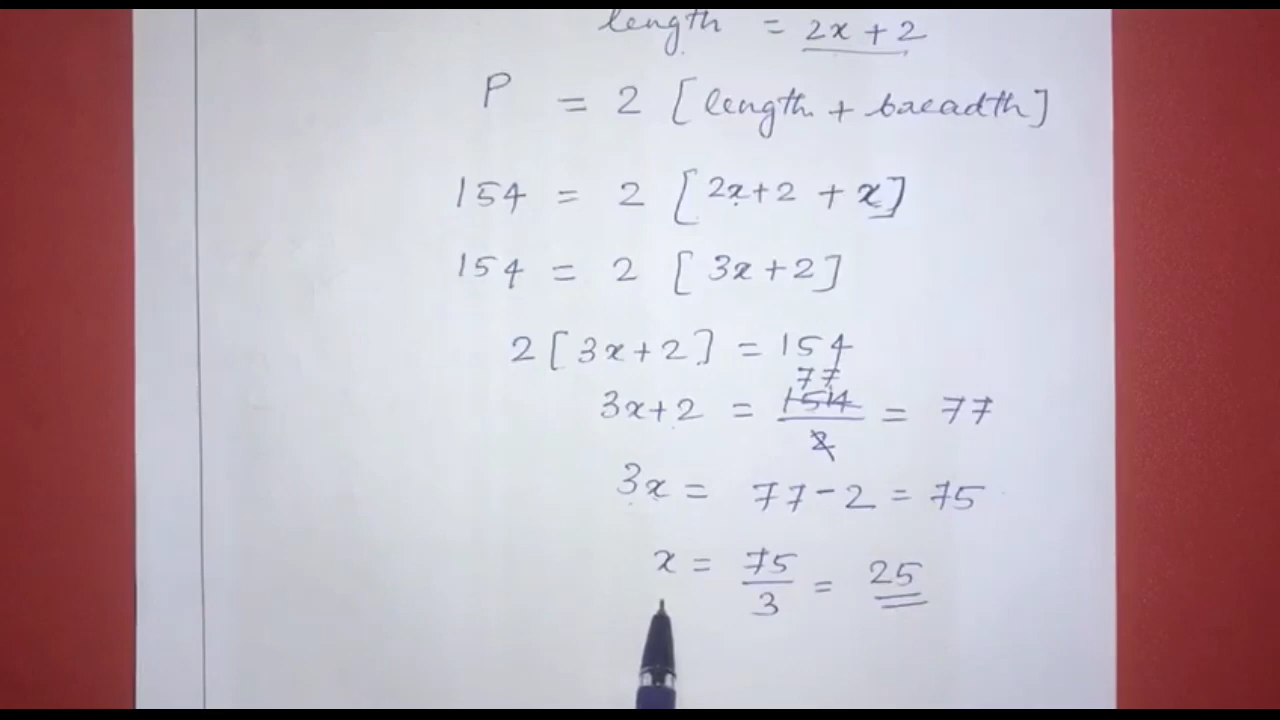 length = 2x + 2
P = 2 [length + breadth]
154 = 2 [2x+2 + x]
154 = 2 [3x+2]
2[3x+2] = 154
77
3x+2 = 154/2 = 77
3x = 77-2 = 75
x = 75/3 = 25